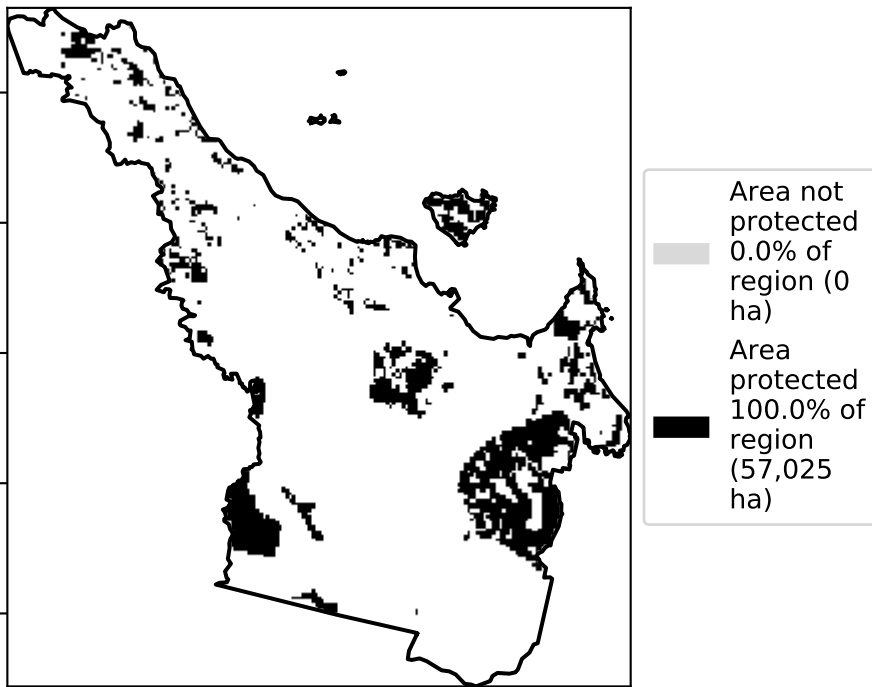 Area not
protected
0.0% of
region (0
ha)
Area
protected
100.0% of
region
(57,025
ha)